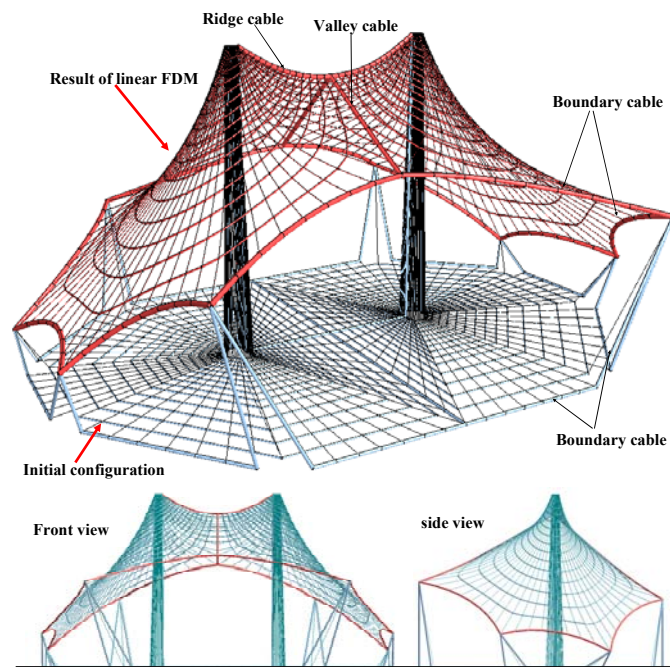 Ridge cable
Valley cable
Result of linear FDM
Boundary cable
Boundary cable
Initial configuration
Front view
side view